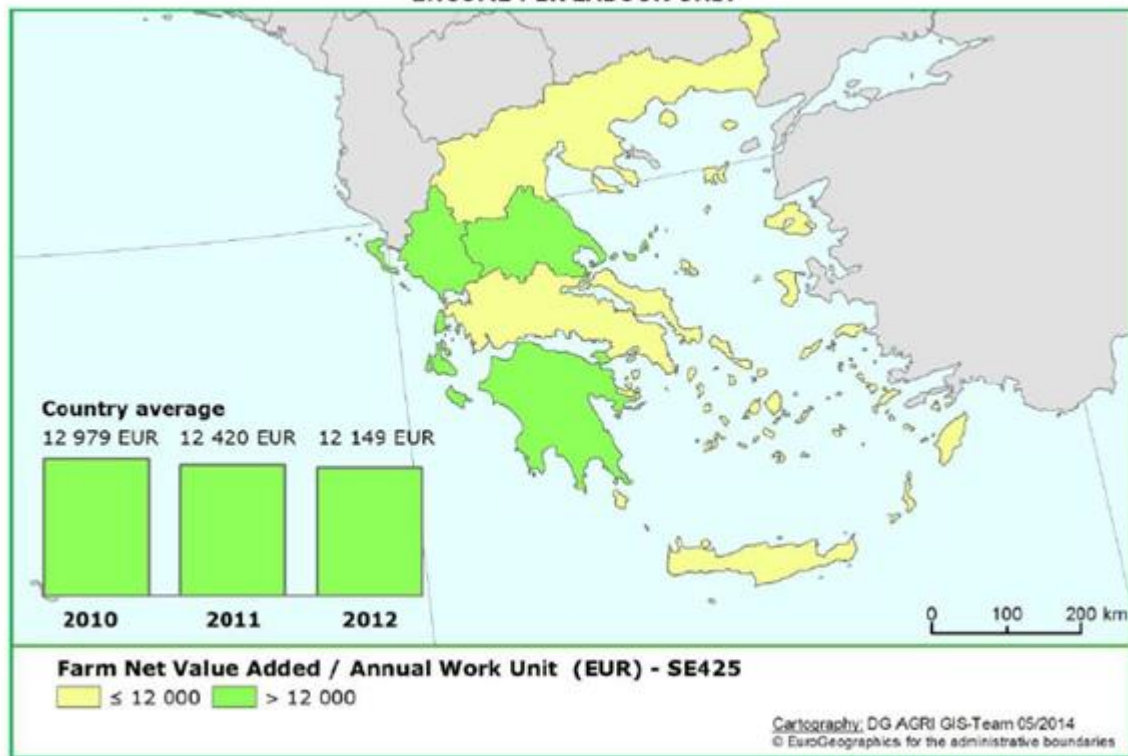 Country average
12 979 EUR 12 420 EUR 12 149 EUR
2010 2011 2012
0 100 200 km
Farm Net Value Added / Annual Work Unit (EUR) - SE425
≤ 12 000 > 12 000
Cartography: DG AGRI GIS-Team 05/2014
© EuroGeographics for the administrative boundaries